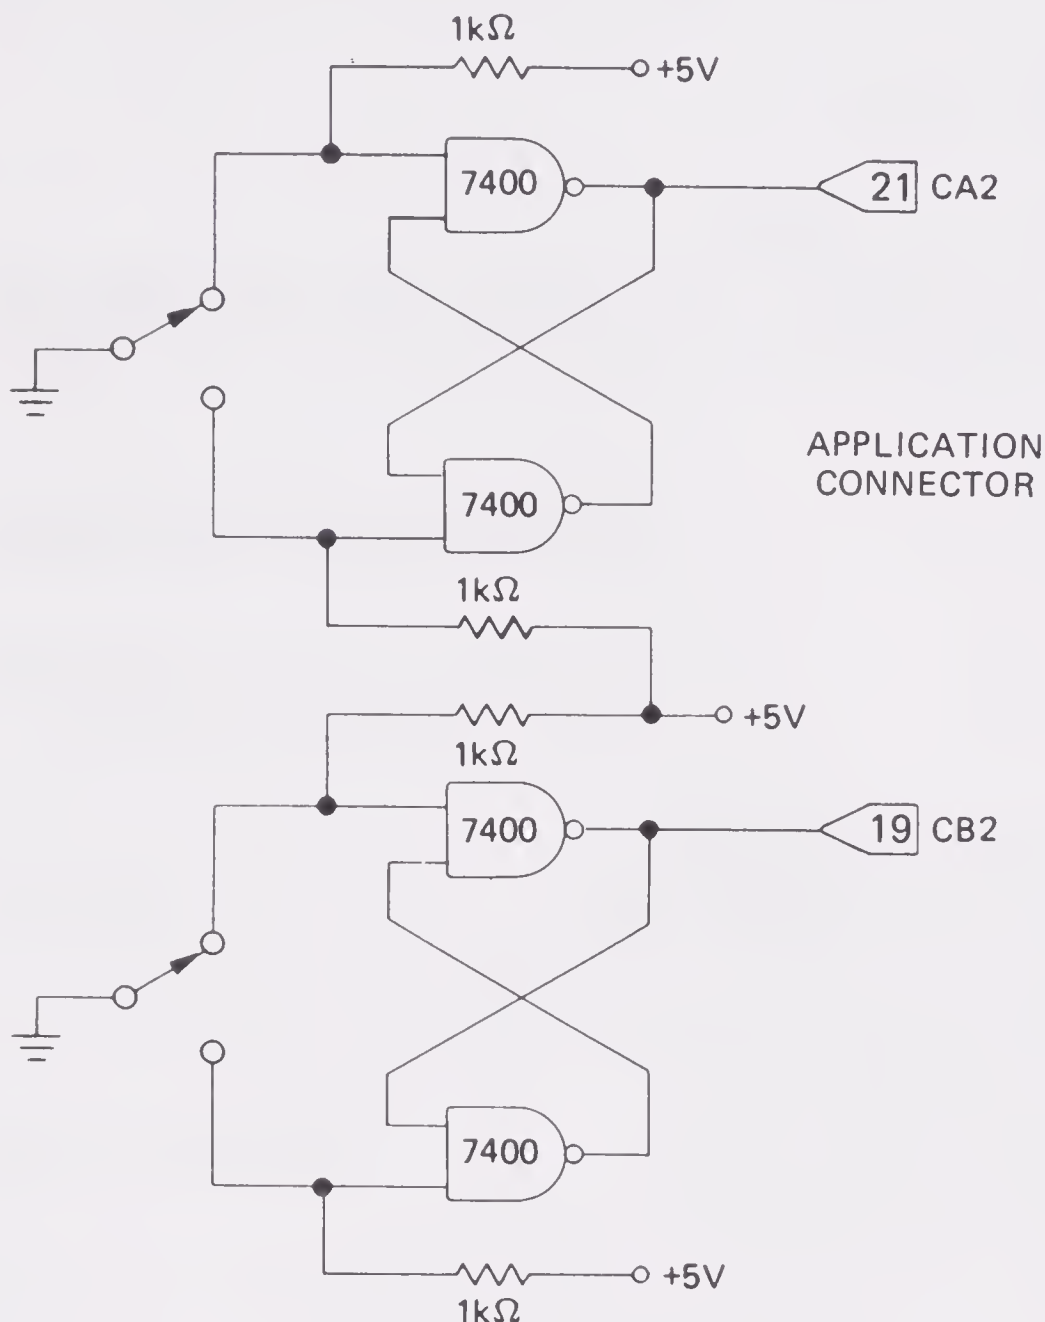 1kΩ
+5V
7400
21 CA2
APPLICATION
CONNECTOR
7400
1kΩ
+5V
1kΩ
7400
19 CB2
7400
+5V
1kΩ